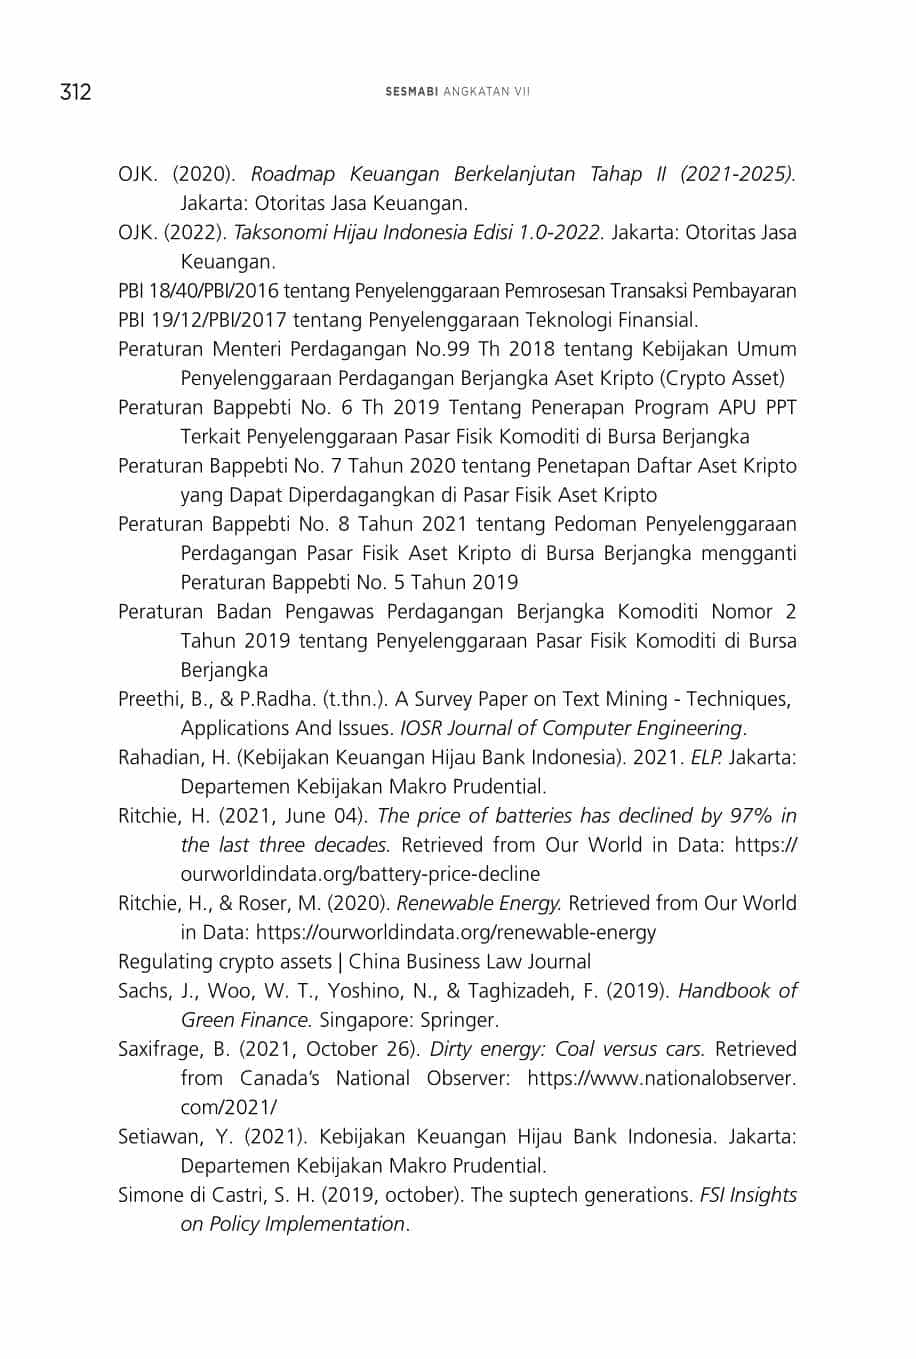 312
SESMABI ANGKATAN VII
OJK. (2020). Roadmap Keuangan Berkelanjutan Tahap II (2021-2025).
Jakarta: Otoritas Jasa Keuangan.
OJK. (2022). Taksonomi Hijau Indonesia Edisi 1.0-2022. Jakarta: Otoritas Jasa
Keuangan.
PBI 18/40/PBI/2016 tentang Penyelenggaraan Pemrosesan Transaksi Pembayaran
PBI 19/12/PBI/2017 tentang Penyelenggaraan Teknologi Finansial.
Peraturan Menteri Perdagangan No.99 Th 2018 tentang Kebijakan Umum
Penyelenggaraan Perdagangan Berjangka Aset Kripto (Crypto Asset)
Peraturan Bappebti No. 6 Th 2019 Tentang Penerapan Program APU PPT
Terkait Penyelenggaraan Pasar Fisik Komoditi di Bursa Berjangka
Peraturan Bappebti No. 7 Tahun 2020 tentang Penetapan Daftar Aset Kripto
yang Dapat Diperdagangkan di Pasar Fisik Aset Kripto
Peraturan Bappebti No. 8 Tahun 2021 tentang Pedoman Penyelenggaraan
Perdagangan Pasar Fisik Aset Kripto di Bursa Berjangka mengganti
Peraturan Bappebti No. 5 Tahun 2019
Peraturan Badan Pengawas Perdagangan Berjangka Komoditi Nomor 2
Tahun 2019 tentang Penyelenggaraan Pasar Fisik Komoditi di Bursa
Berjangka
Preethi, B., & P.Radha. (t.thn.). A Survey Paper on Text Mining - Techniques,
Applications And Issues. IOSR Journal of Computer Engineering.
Rahadian, H. (Kebijakan Keuangan Hijau Bank Indonesia). 2021. ELP. Jakarta:
Departemen Kebijakan Makro Prudential.
Ritchie, H. (2021, June 04). The price of batteries has declined by 97% in
the last three decades. Retrieved from Our World in Data: https://
ourworldindata.org/battery-price-decline
Ritchie, H., & Roser, M. (2020). Renewable Energy. Retrieved from Our World
in Data: https://ourworldindata.org/renewable-energy
Regulating crypto assets | China Business Law Journal
Sachs, J., Woo, W. T., Yoshino, N., & Taghizadeh, F. (2019). Handbook of
Green Finance. Singapore: Springer.
Saxifrage, B. (2021, October 26). Dirty energy: Coal versus cars. Retrieved
from Canada’s National Observer: https://www.nationalobserver.
com/2021/
Setiawan, Y. (2021). Kebijakan Keuangan Hijau Bank Indonesia. Jakarta:
Departemen Kebijakan Makro Prudential.
Simone di Castri, S. H. (2019, october). The suptech generations. FSI Insights
on Policy Implementation.